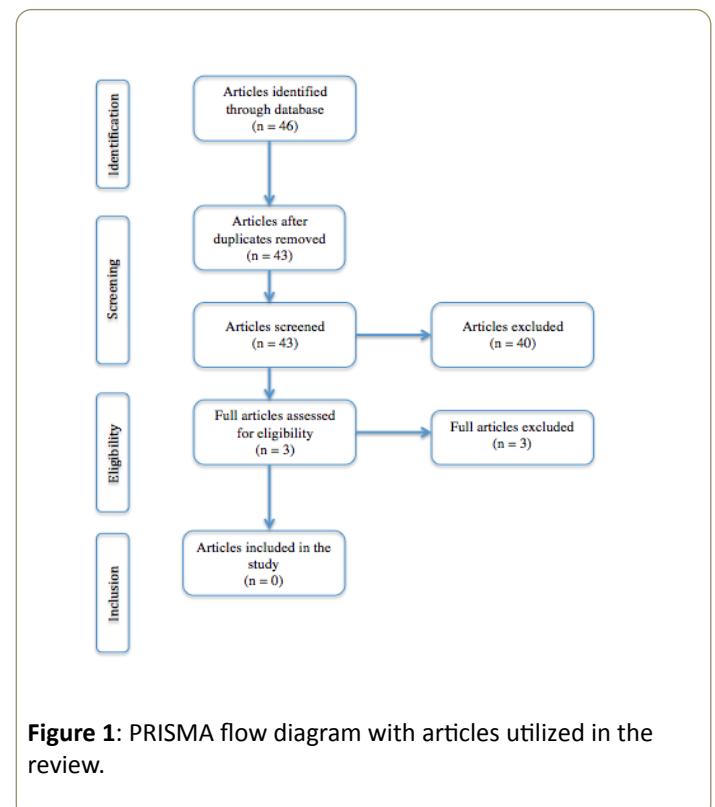 Identification
Articles identified
through database
(n = 46)
Screening
Articles after
duplicates removed
(n = 43)
Articles screened
(n = 43)
Articles excluded
(n = 40)
Eligibility
Full articles assessed
for eligibility
(n = 3)
Full articles excluded
(n = 3)
Inclusion
Articles included in the
study
(n = 0)
Figure 1: PRISMA flow diagram with articles utilized in the
review.